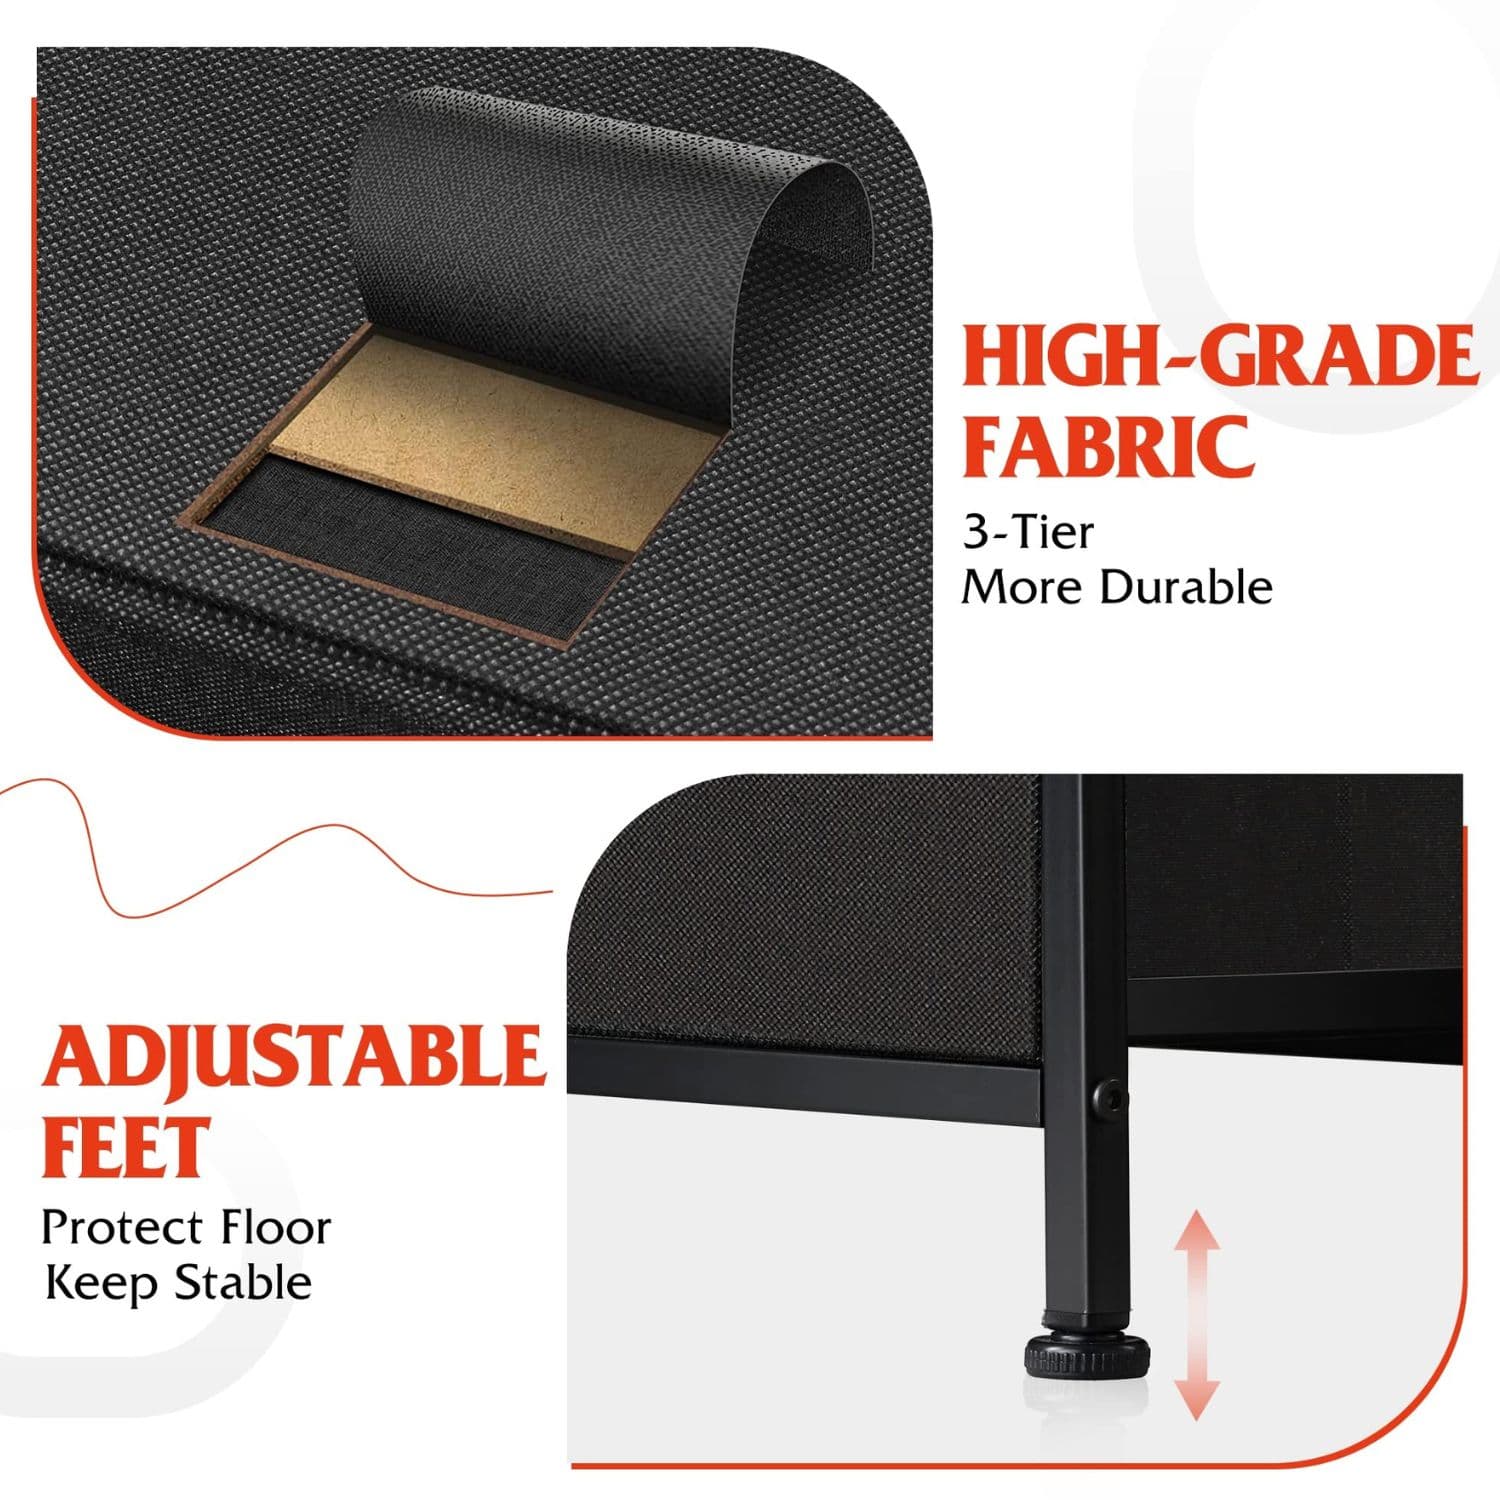 HIGH-GRADE
FABRIC
3-Tier
More Durable
ADJUSTABLE
FEET
Protect Floor
Keep Stable